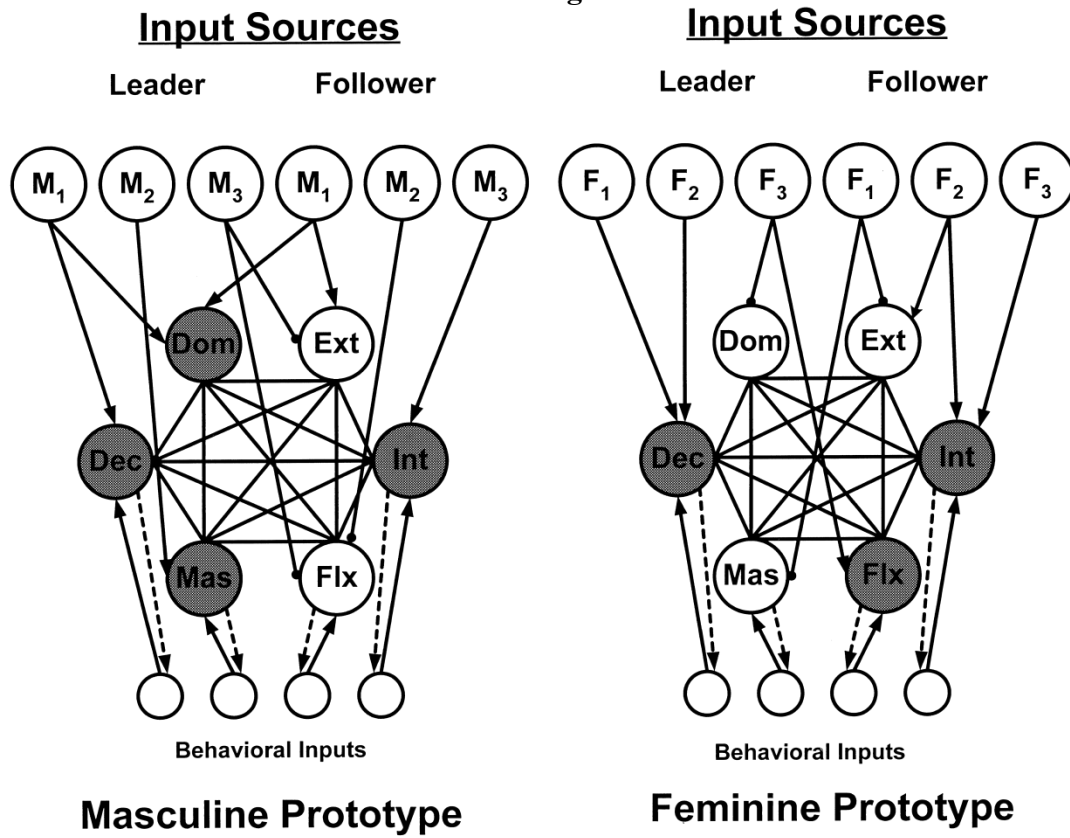 Input Sources
Leader Follower
M1 M2 M3 M1 M2 M3
Dom Ext
Dec Int
Mas Flx
Behavioral Inputs
Masculine Prototype
Input Sources
Leader Follower
F1 F2 F3 F1 F2 F3
Dom Ext
Dec Int
Mas Flx
Behavioral Inputs
Feminine Prototype